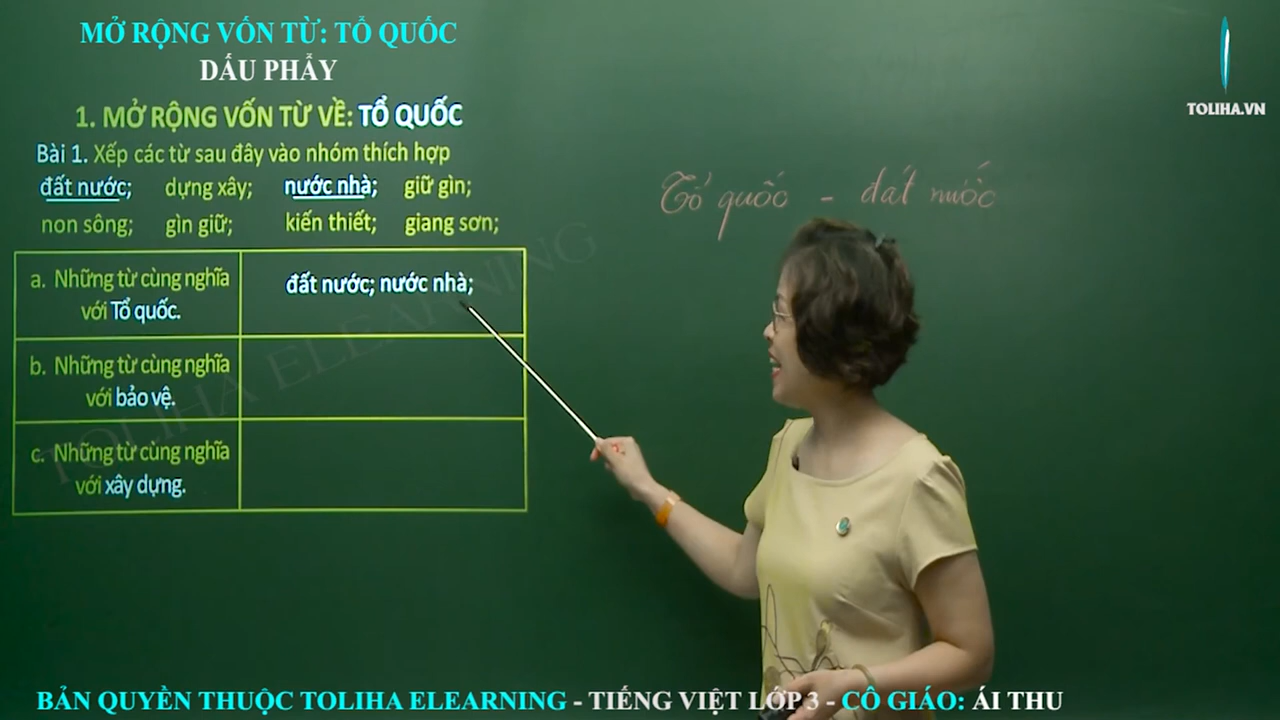 MỞ RỘNG VỐN TỪ: TỔ QUỐC
DẤU PHẨY
TOLIHA.VN
1. MỞ RỘNG VỐN TỪ VỀ: TỔ QUỐC
Bài 1. Xếp các từ sau đây vào nhóm thích hợp
đất nước; dựng xây; nước nhà; giữ gìn;
non sông; gìn giữ; kiến thiết; giang sơn;
Tổ quốc - đất nước
a. Những từ cùng nghĩa
với Tổ quốc.
đất nước; nước nhà;
b. Những từ cùng nghĩa
với bảo vệ.
c. Những từ cùng nghĩa
với xây dựng.
TOLIHA ELEARNING
BẢN QUYỀN THUỘC TOLIHA ELEARNING - TIẾNG VIỆT LỚP 3 - CÔ GIÁO: ÁI THU